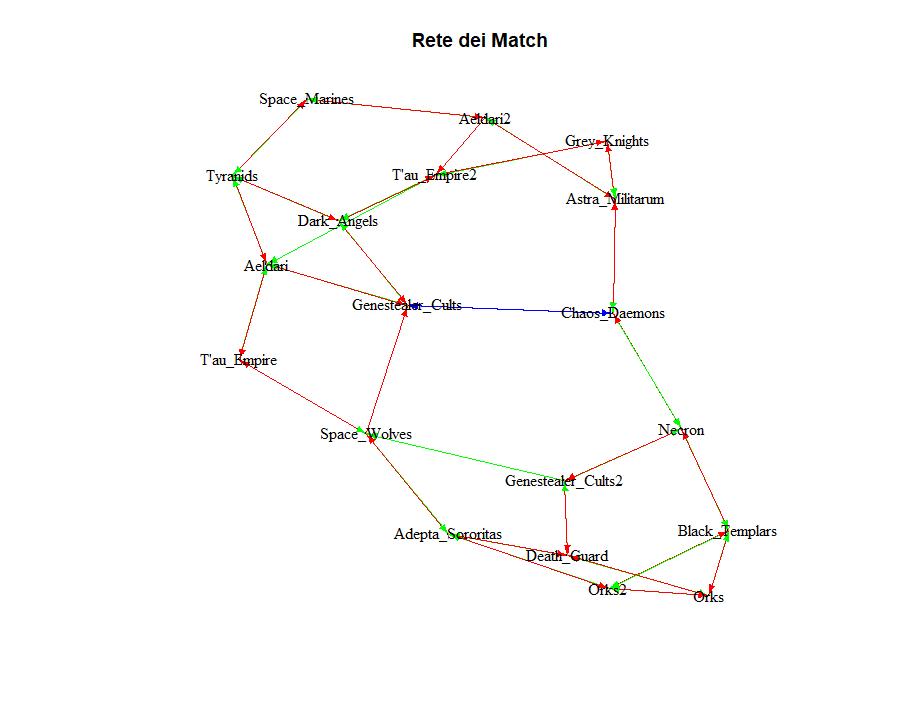 Rete dei Match
Space_Marines
Aeldari2
Grey_Knights
Tyranids
T'au_Empire2
Astra_Militarum
Dark_Angels
Aeldari
Genestealer_Cults
Chaos_Daemons
T'au_Empire
Space_Wolves
Necron
Genestealer_Cults2
Adepta_Sororitas
Black_Templars
Death_Guard
Orks2
Orks